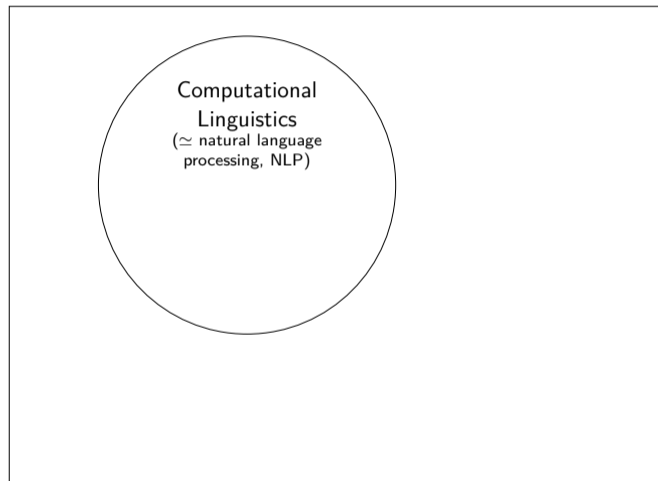 Computational
Linguistics
(≃ natural language
processing, NLP)